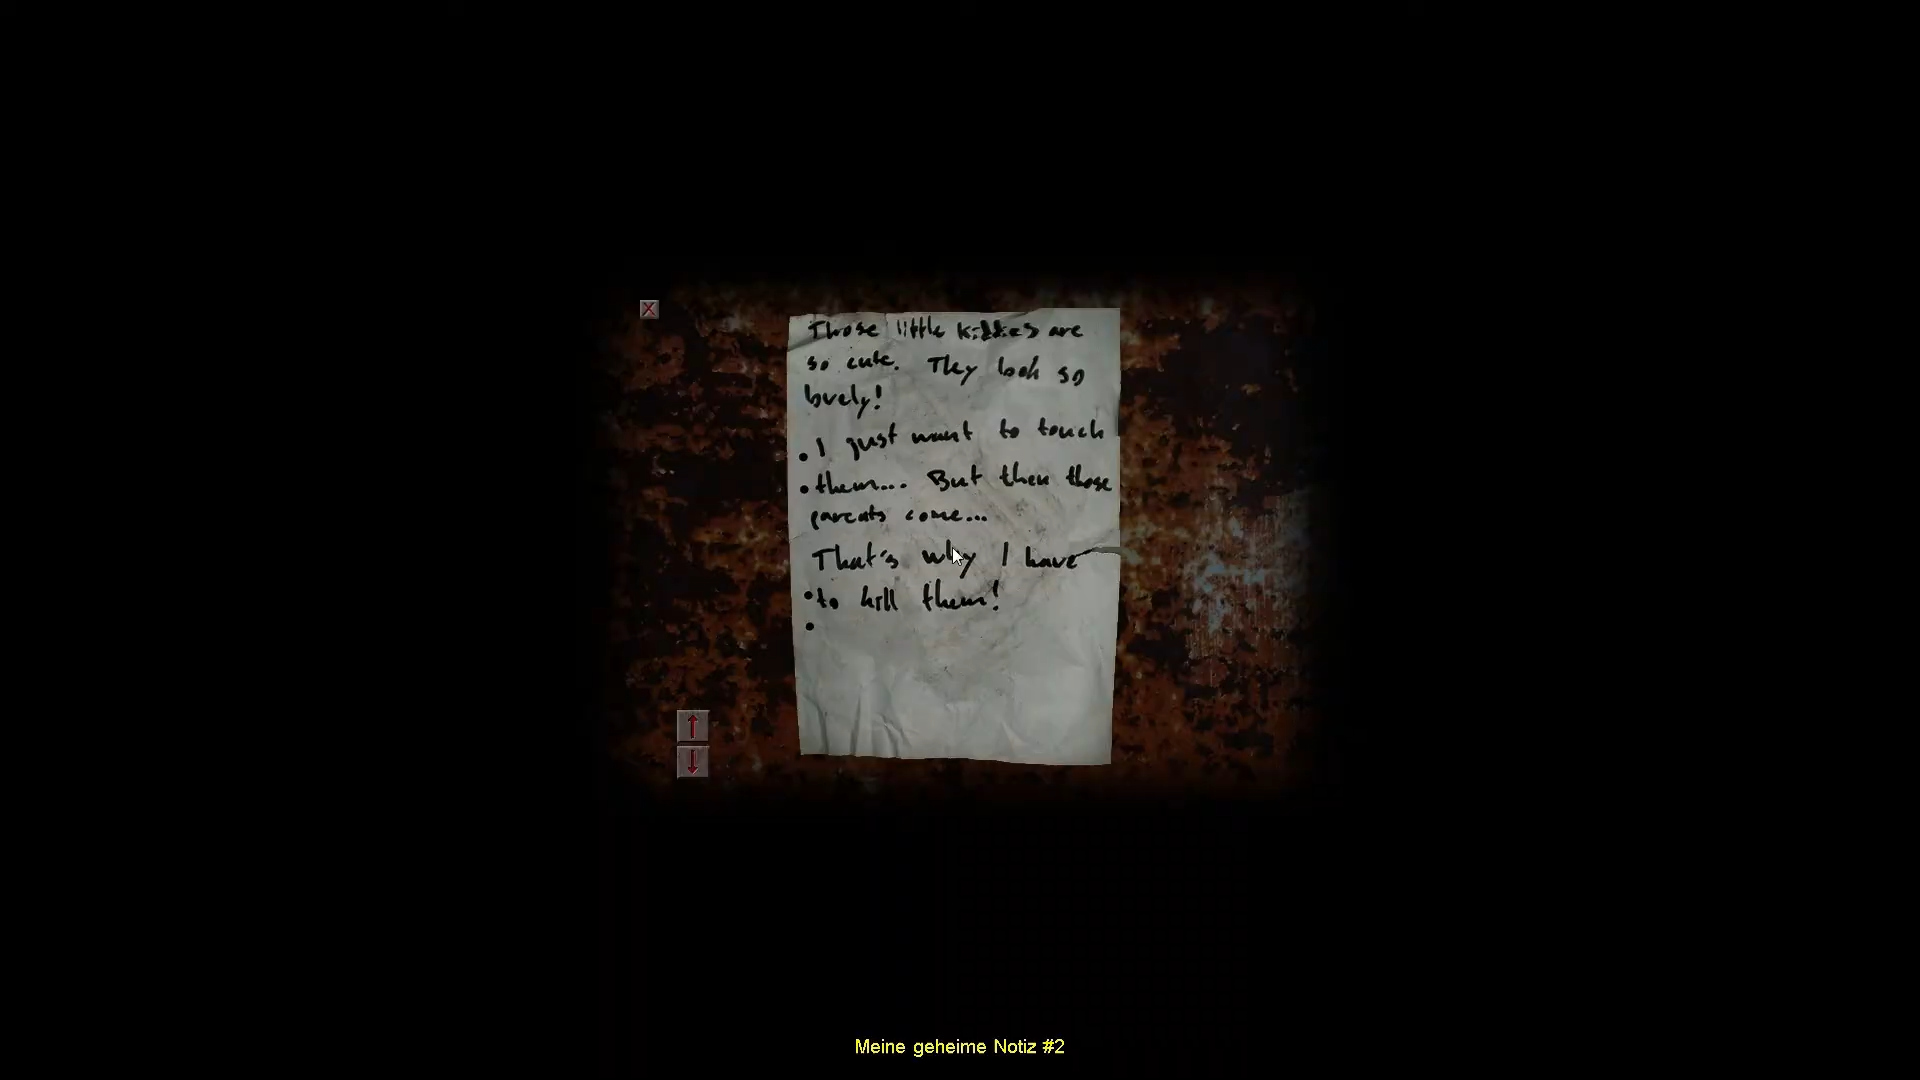 Those little kiddies are
so cute. They look so
lovely!
I just want to touch
them... But then those
parents come...
That's why I have
to kill them!
Meine geheime Notiz #2